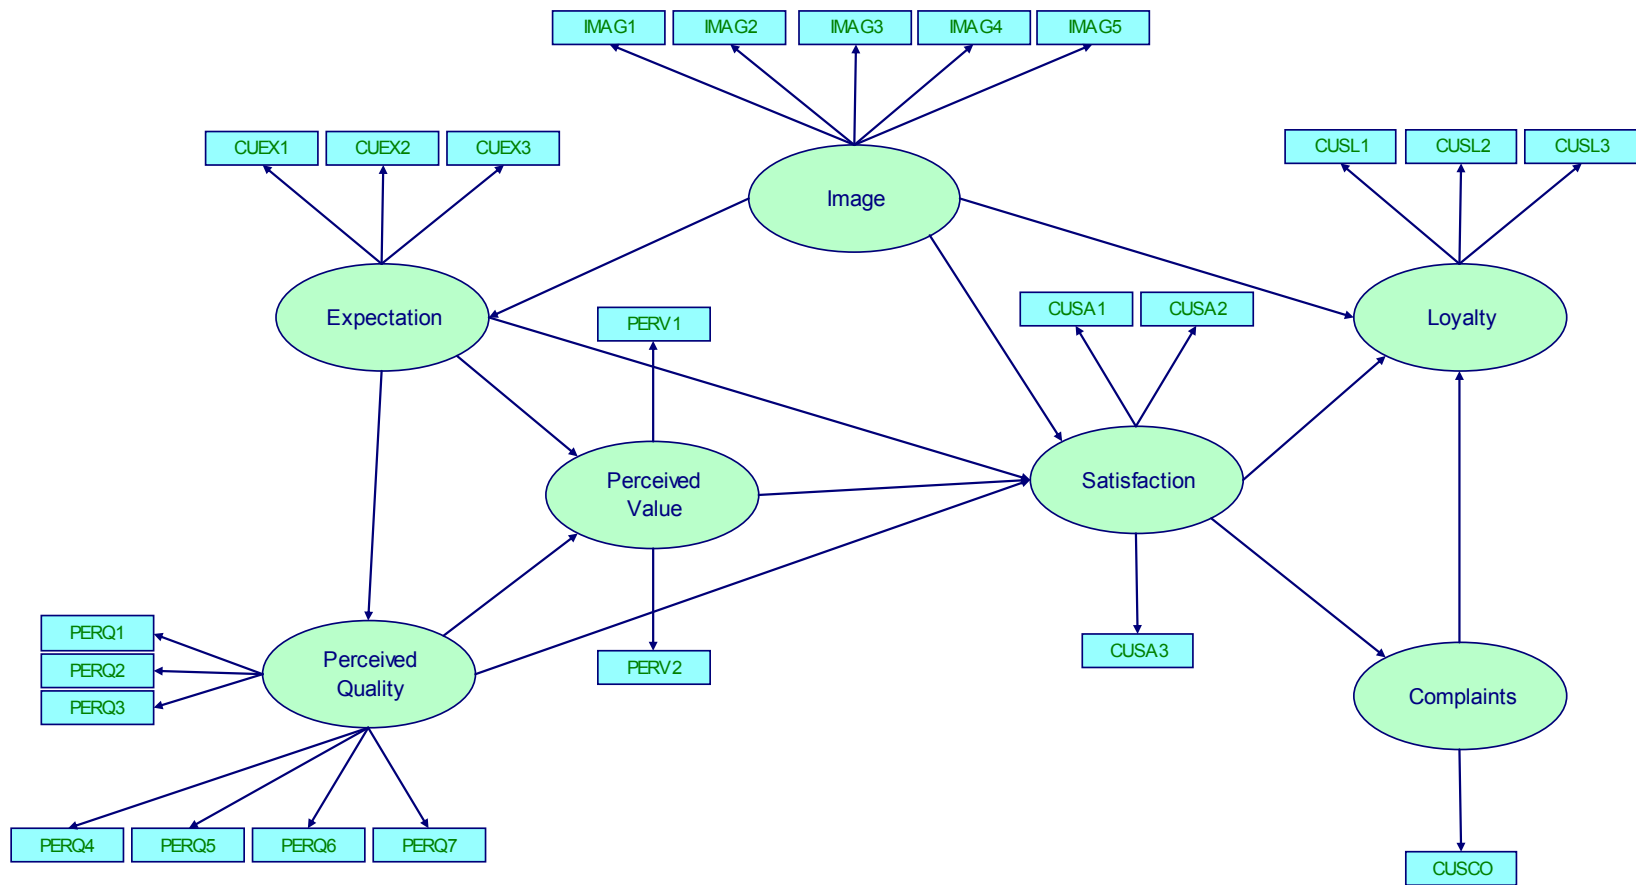 IMAG1
IMAG2
IMAG3
IMAG4
IMAG5
CUEX1
CUEX2
CUEX3
CUSL1
CUSL2
CUSL3
Image
Expectation
PERV1
CUSA1
CUSA2
Loyalty
Perceived
Value
Satisfaction
PERQ1
PERQ2
PERQ3
Perceived
Quality
PERV2
CUSA3
Complaints
PERQ4
PERQ5
PERQ6
PERQ7
CUSCO